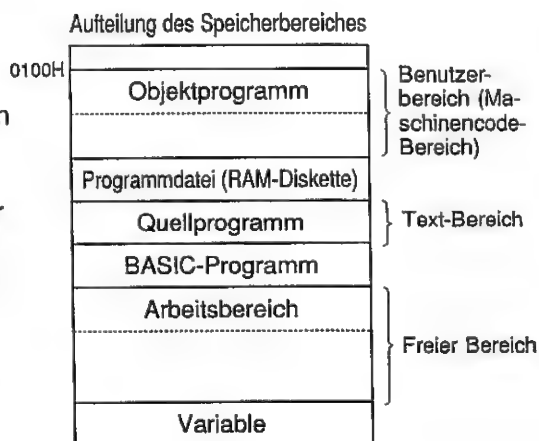 Aufteilung des Speicherbereiches
0100H
Objektprogramm
Benutzer-
bereich (Ma-
schinencode-
Bereich)
n
Programmdatei (RAM-Diskette)
Quellprogramm
Text-Bereich
BASIC-Programm
Arbeitsbereich
Freier Bereich
Variable